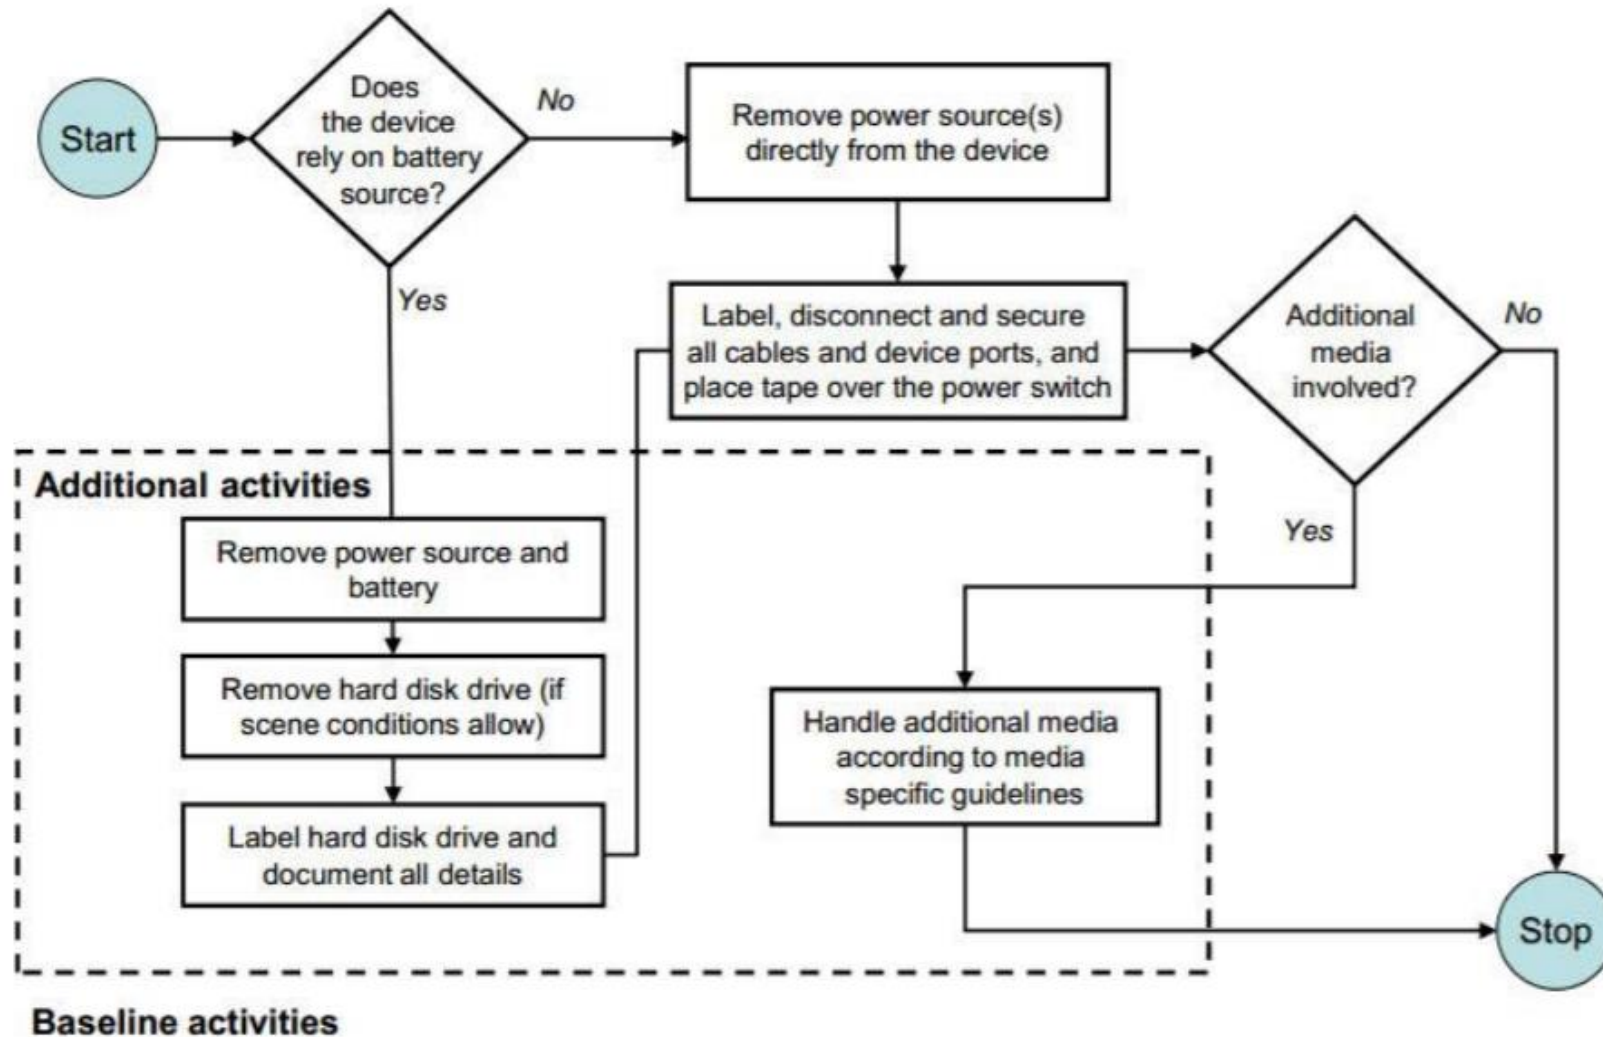 Start
Does
the device
rely on battery
source?
No
Remove power source(s)
directly from the device
Yes
Label, disconnect and secure
all cables and device ports, and
place tape over the power switch
Additional
media
involved?
No
Yes
Additional activities
Remove power source and
battery
Remove hard disk drive (if
scene conditions allow)
Label hard disk drive and
document all details
Handle additional media
according to media
specific guidelines
Stop
Baseline activities